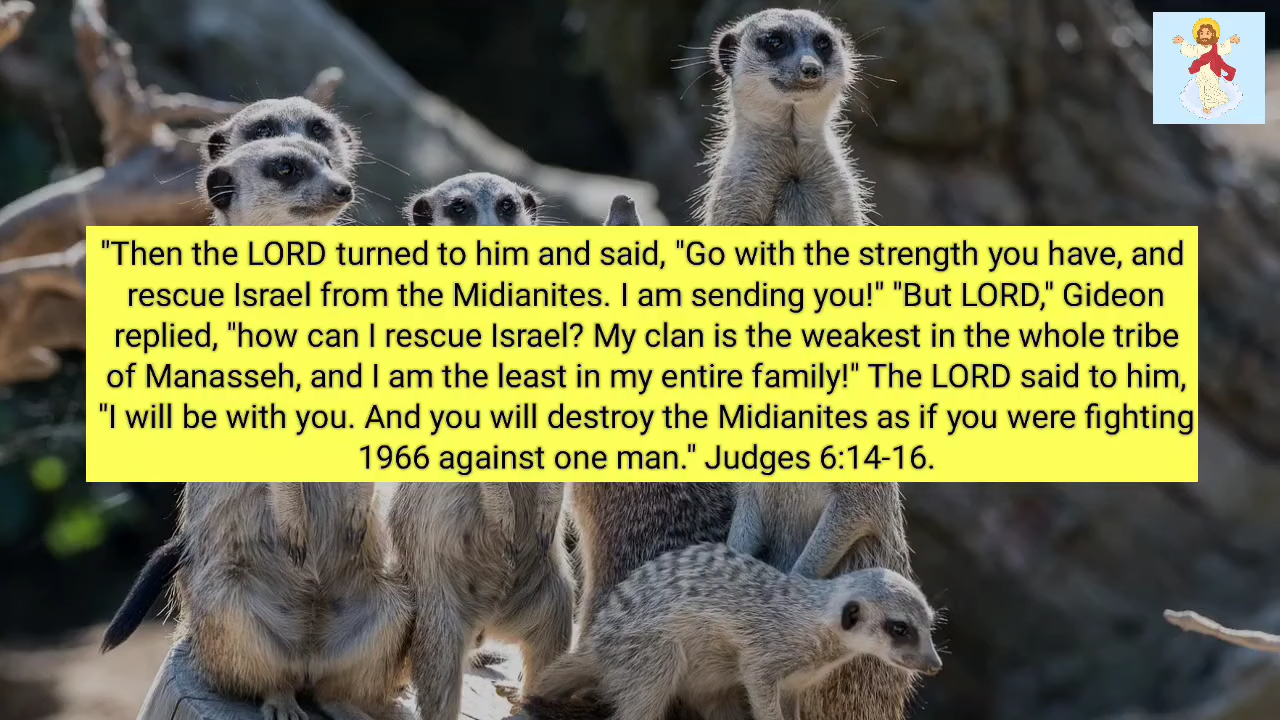 "Then the LORD turned to him and said, "Go with the strength you have, and
rescue Israel from the Midianites. I am sending you!" "But LORD," Gideon
replied, "how can I rescue Israel? My clan is the weakest in the whole tribe
of Manasseh, and I am the least in my entire family!" The LORD said to him,
"I will be with you. And you will destroy the Midianites as if you were fighting
1966 against one man." Judges 6:14-16.